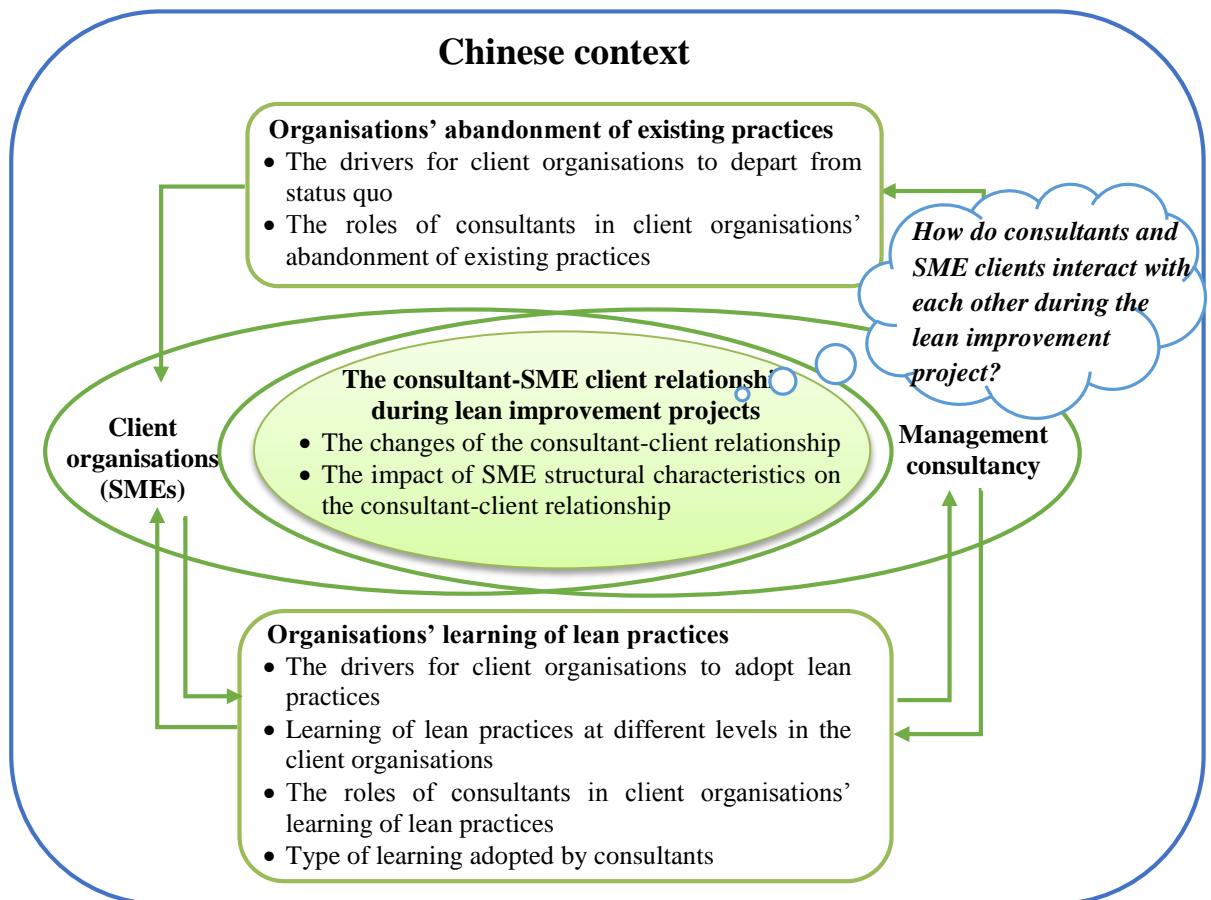 Chinese context
Organisations’ abandonment of existing practices
• The drivers for client organisations to depart from
status quo
• The roles of consultants in client organisations’
abandonment of existing practices
How do consultants and
SME clients interact with
each other during the
lean improvement
project?
The consultant-SME client relationshi
during lean improvement projects
• The changes of the consultant-client relationship
• The impact of SME structural characteristics on
the consultant-client relationship
Client
organisations
(SMEs)
Management
consultancy
Organisations’ learning of lean practices
• The drivers for client organisations to adopt lean
practices
• Learning of lean practices at different levels in the
client organisations
• The roles of consultants in client organisations’
learning of lean practices
• Type of learning adopted by consultants